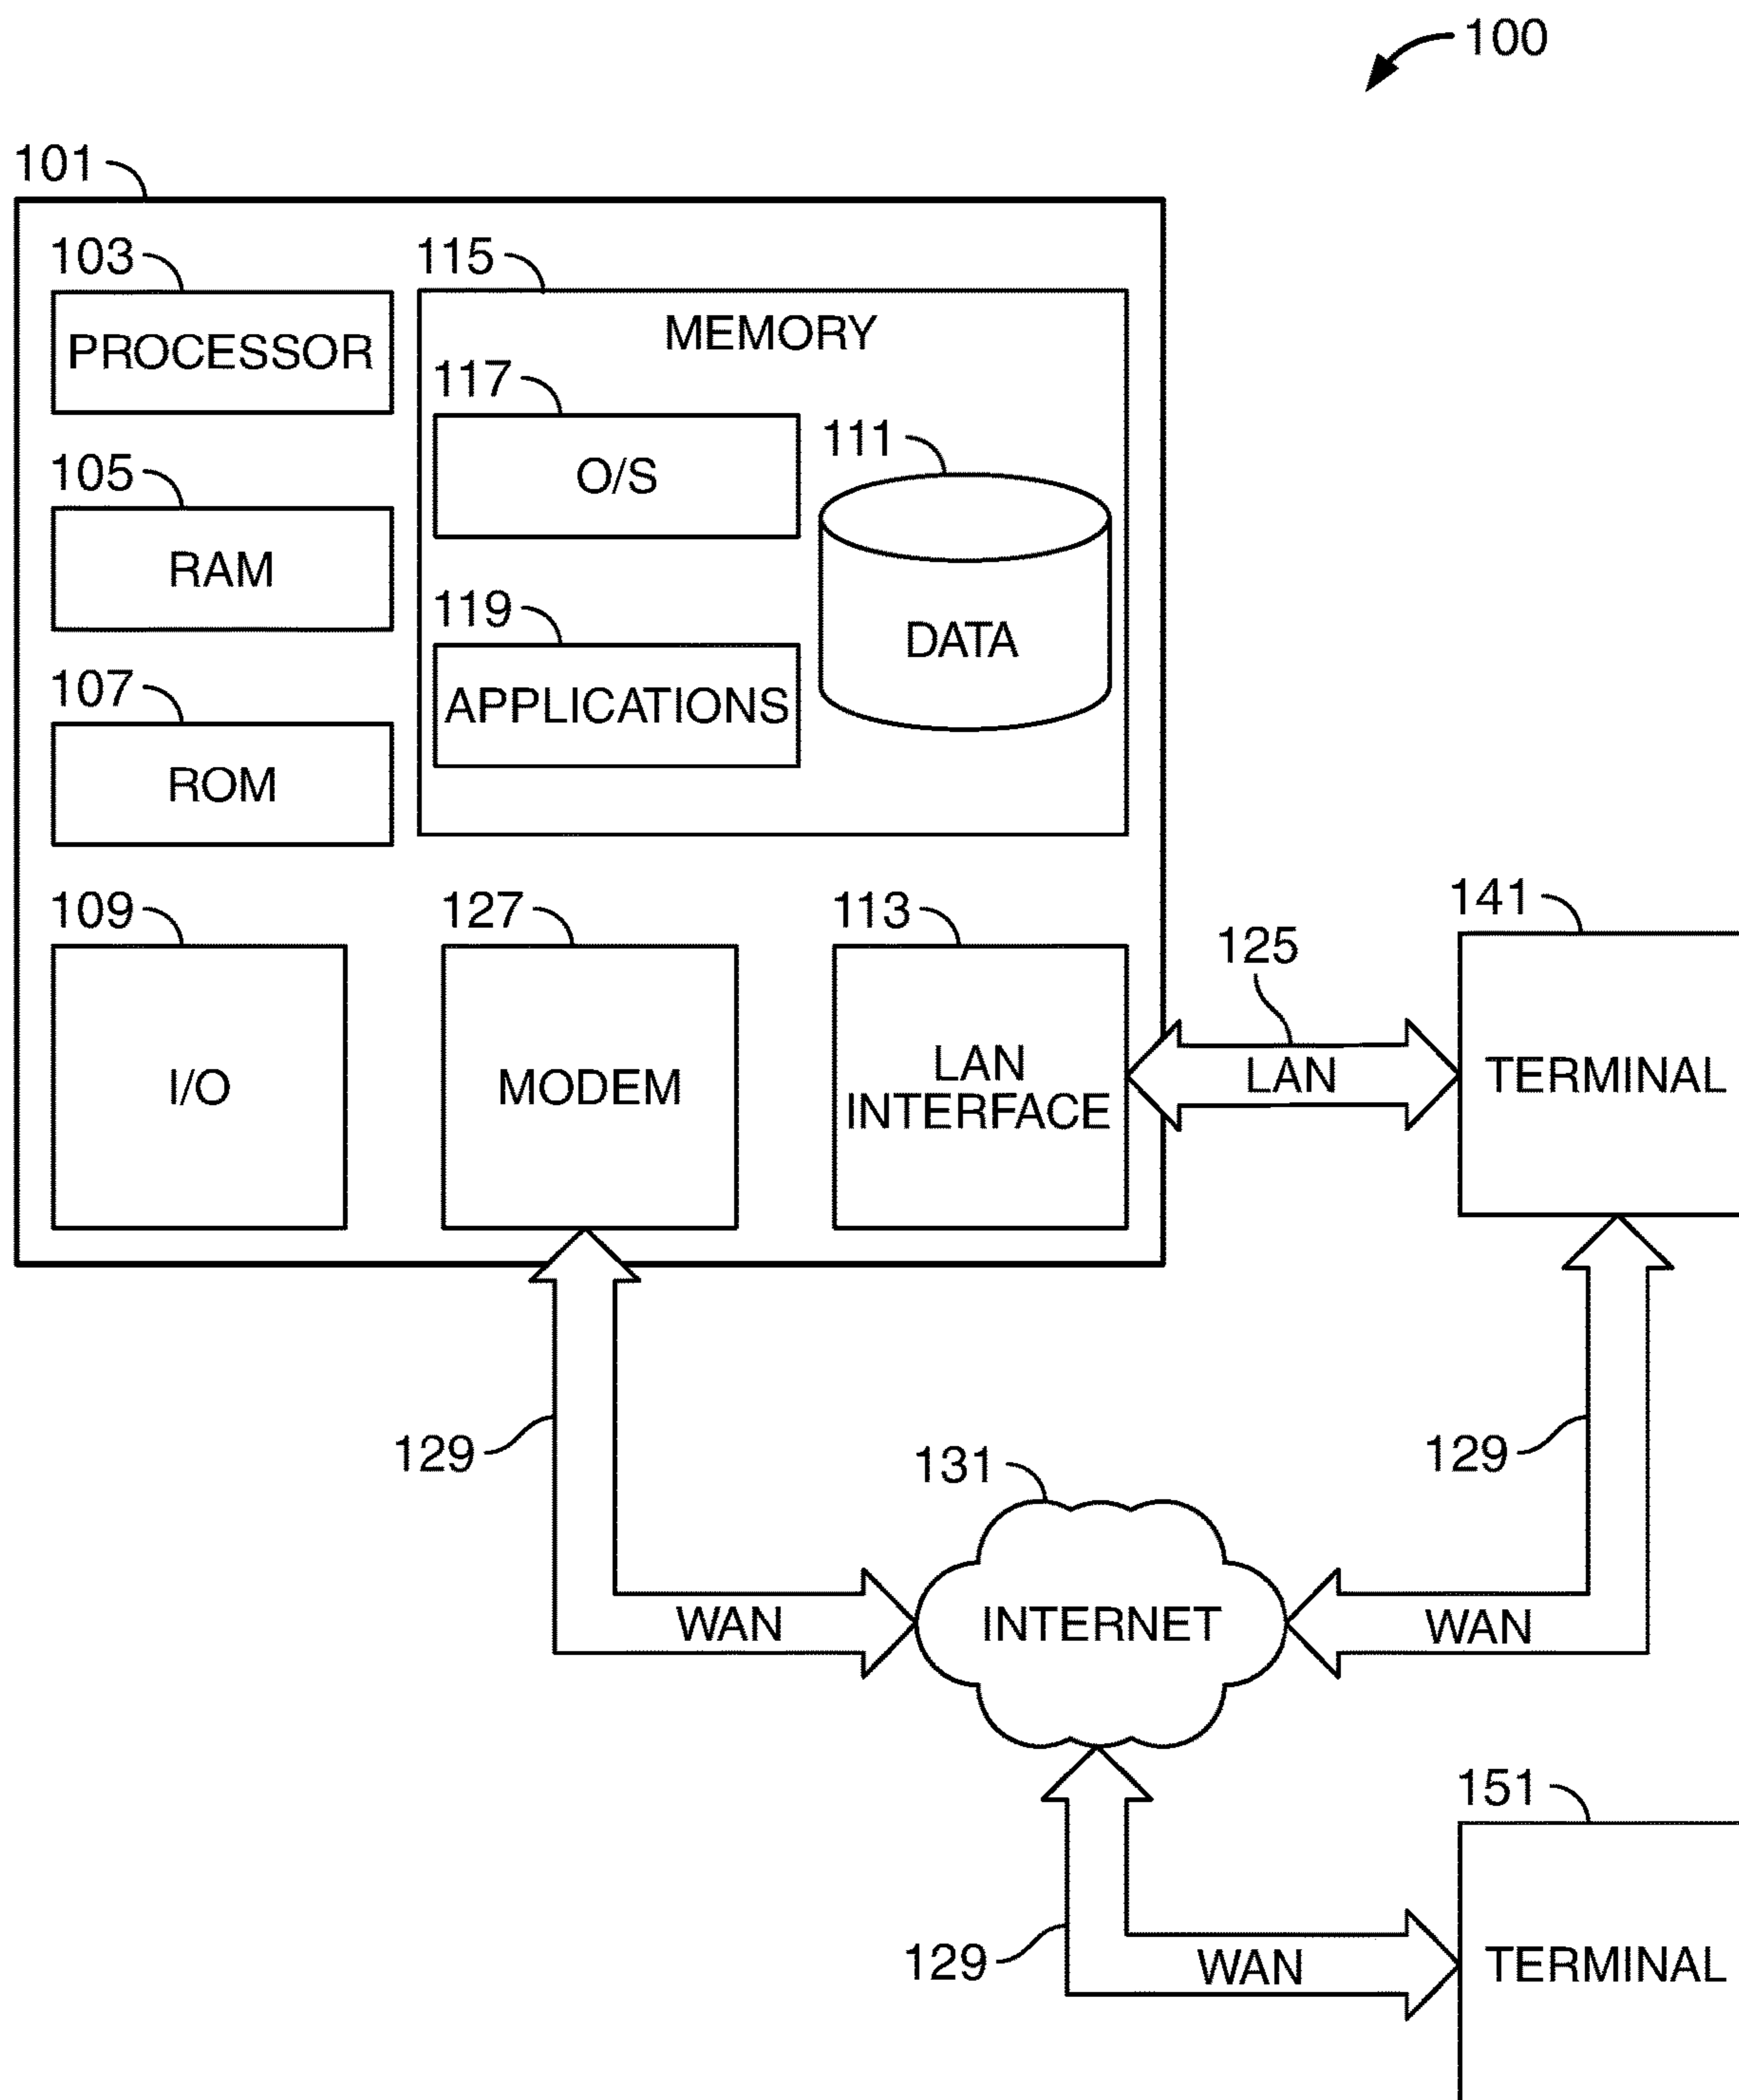 100
101
103
PROCESSOR
105
RAM
107
ROM
115
MEMORY
117
O/S
111
DATA
119
APPLICATIONS
109
I/O
127
MODEM
113
LAN
INTERFACE
125
LAN
141
TERMINAL
129
WAN
131
INTERNET
129
WAN
129
WAN
151
TERMINAL